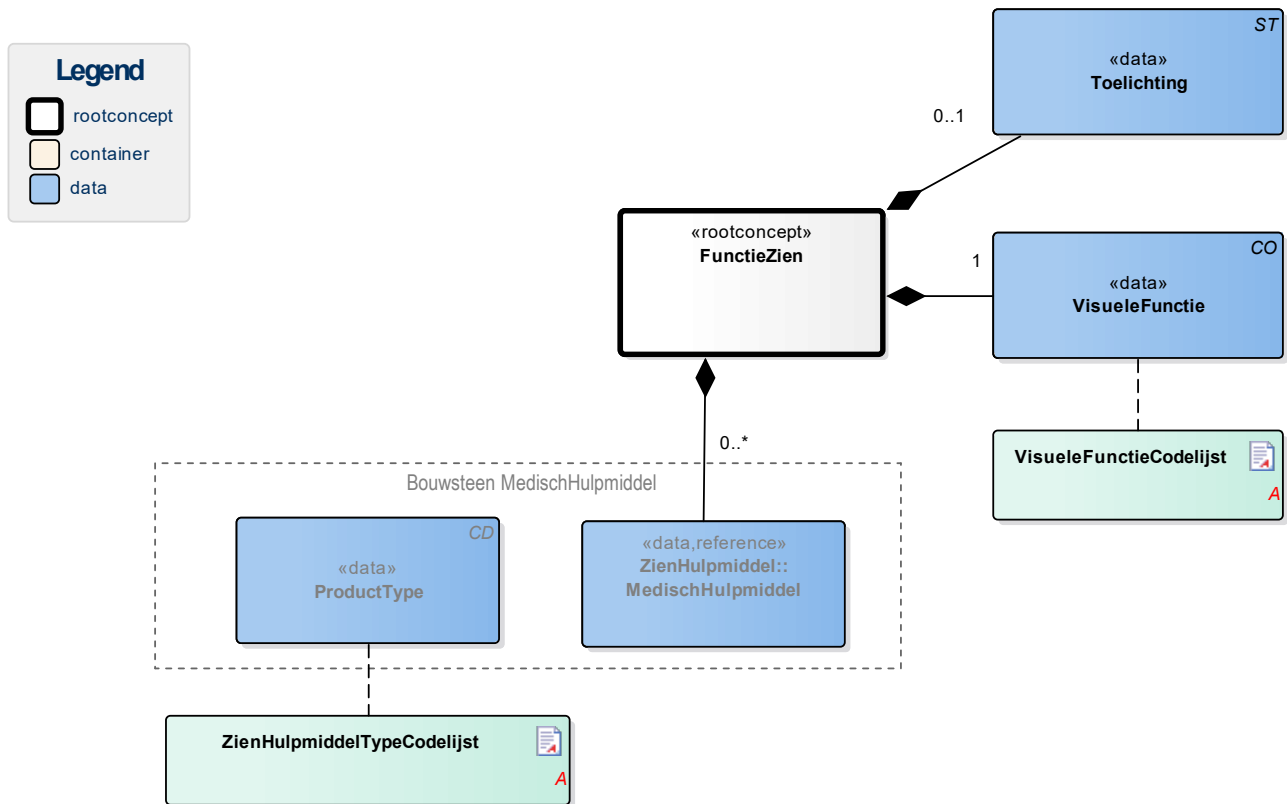 Legend
rootconcept
container
data
ST
«data»
Toelichting
0..1
«rootconcept»
FunctieZien
1
CO
«data»
VisueleFunctie
0..*
VisueleFunctieCodelijst
A
Bouwsteen MedischHulpmiddel
CD
«data»
ProductType
«data,reference»
ZienHulpmiddel::
MedischHulpmiddel
ZienHulpmiddelTypeCodelijst
A